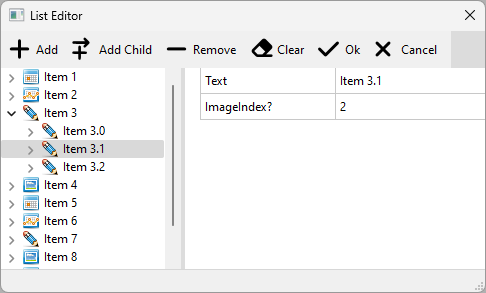 List Editor
Add Add Child Remove Clear Ok Cancel
Item 1
Item 2
Item 3
Item 3.0
Item 3.1
Item 3.2
Item 4
Item 5
Item 6
Item 7
Item 8
Text Item 3.1
ImageIndex? 2